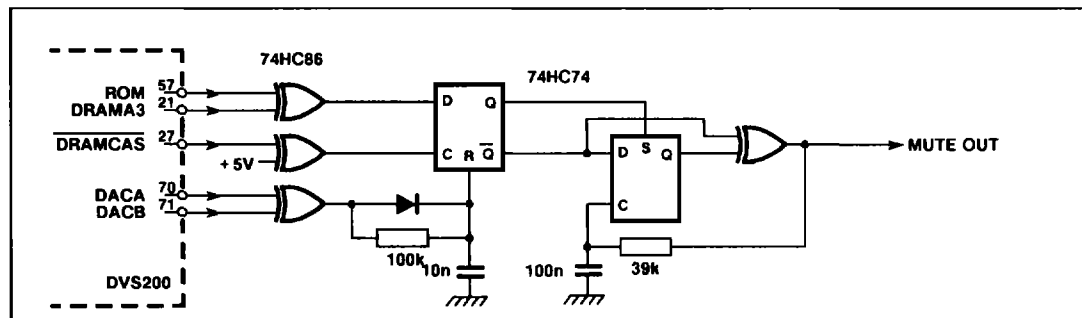 74HC86
74HC74
ROM 57
DRAMA3 21
D Q
DRAMCAS 27
+5V
C R Q
D S Q
C
MUTE OUT
DACA 70
DACB 71
100k
10n
100n
39k
DVS200